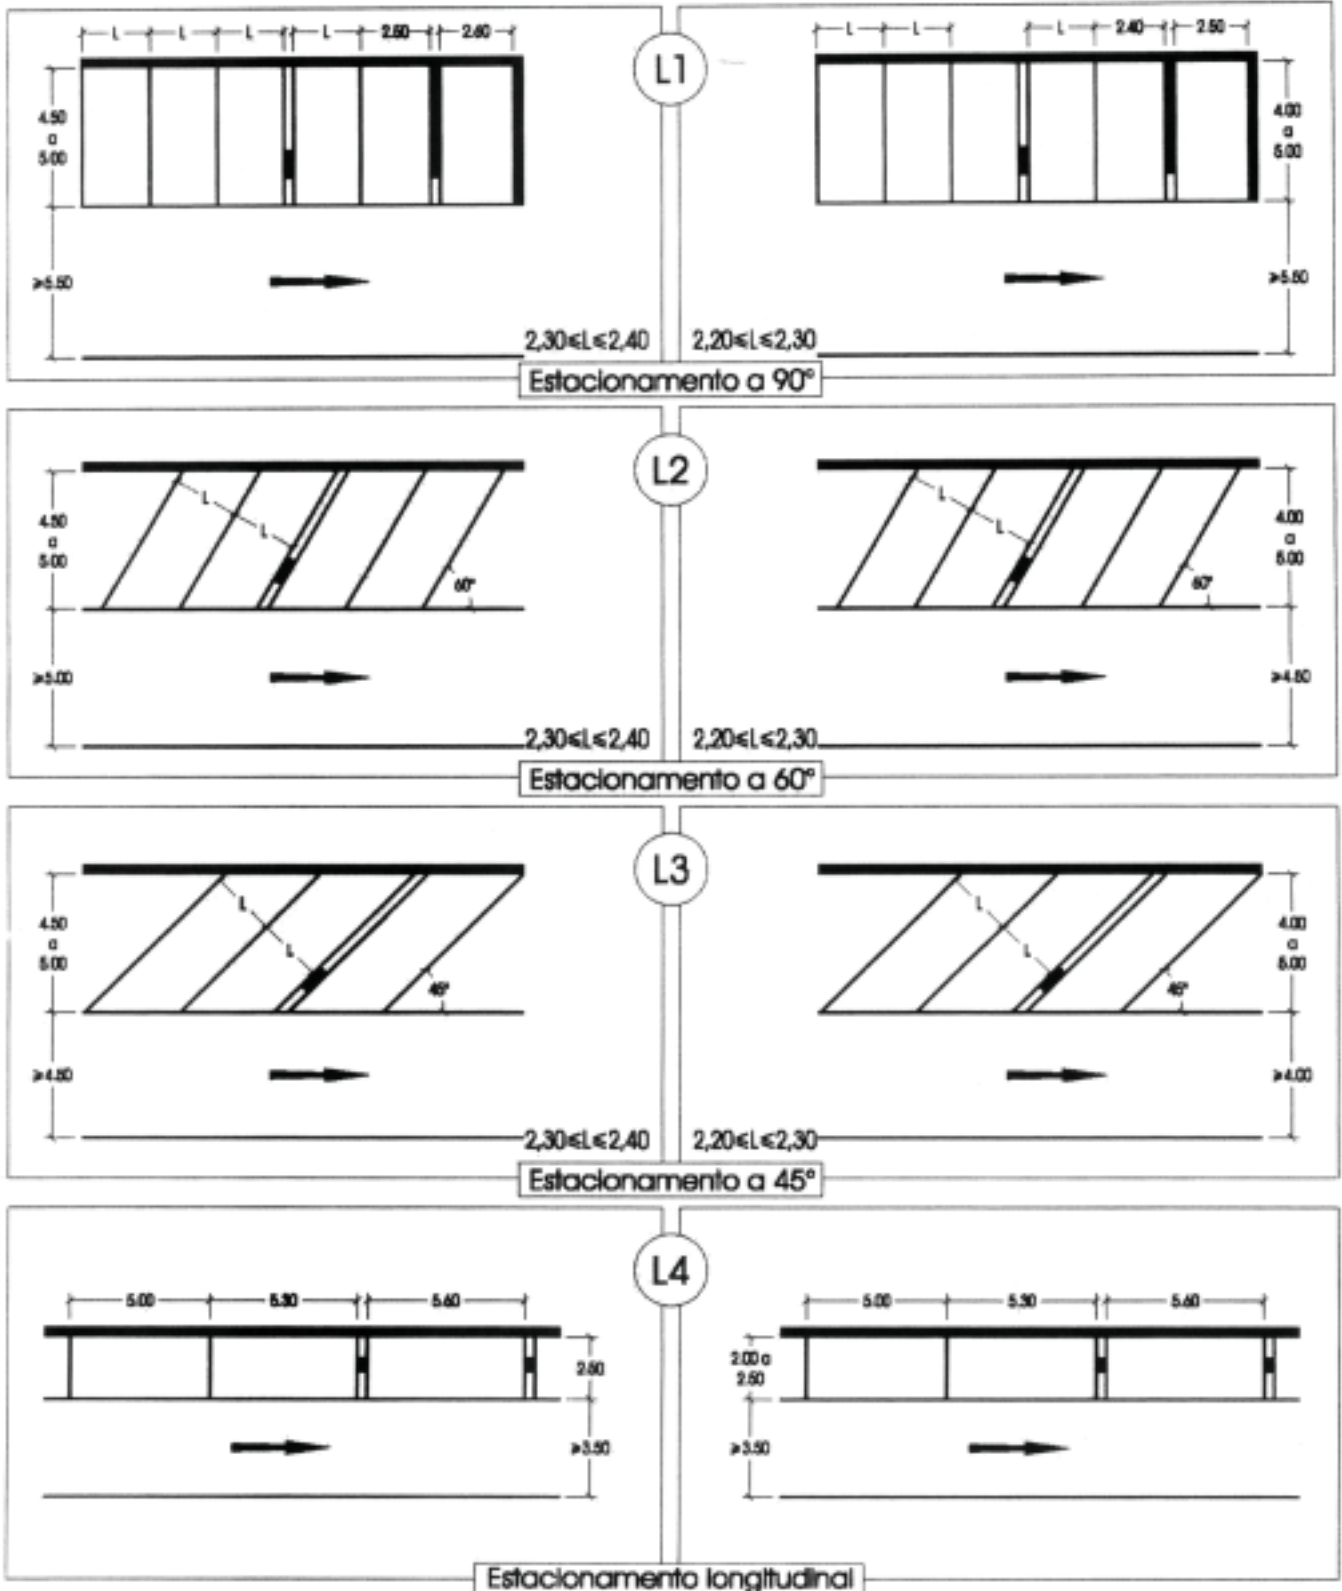 L L L L 2.50 2.60
L L L 2.40 2.50
L1
4.50
a
5.00
4.00
a
5.00
≥5.50
≥5.50
2,30≤L≤2,40
2,20≤L≤2,30
Estacionamento a 90°
L2
L
L
L
L
4.50
a
5.00
4.00
a
5.00
60°
60°
≥5.00
≥4.50
2,30≤L≤2,40
2,20≤L≤2,30
Estacionamento a 60°
L3
L
L
L
L
4.50
a
5.00
4.00
a
5.00
45°
45°
≥4.50
≥4.00
2,30≤L≤2,40
2,20≤L≤2,30
Estacionamento a 45°
L4
5.00 5.30 5.60
5.00 5.30 5.60
2.50
2.00 a
2.50
≥3.50
≥3.50
Estacionamento longitudinal